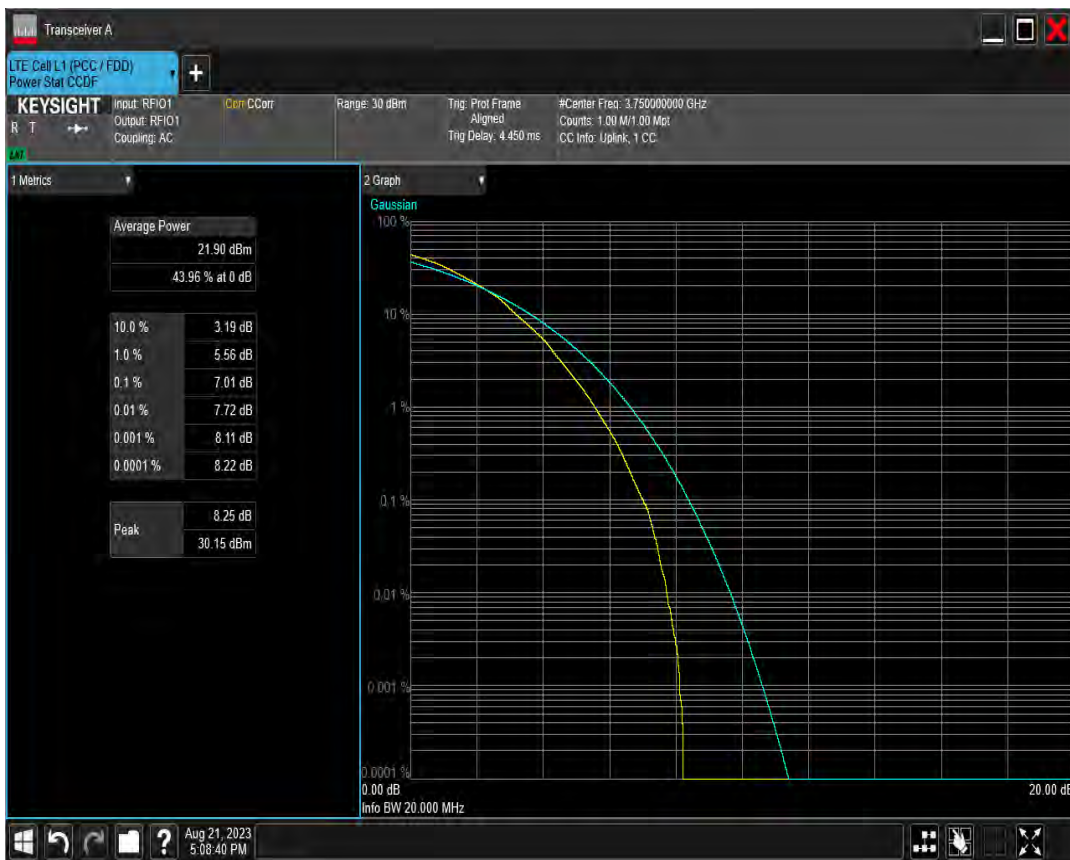 Transceiver A
LTE Cell L1 (PCC / FDD)
Power Stat CCDF
+
KEYSIGHT
R T
LNI
Input: RFIO1
Output: RFIO1
Coupling: AC
Corr CCorr
Range: 30 dBm
Trig: Prot Frame
Aligned
Trig Delay: 4.450 ms
#Center Freq: 3.750000000 GHz
Counts: 1.00 M/1.00 Mpt
CC Info: Uplink, 1 CC
1 Metrics
Average Power
21.90 dBm
43.96 % at 0 dB
10.0 % 3.19 dB
1.0 % 5.56 dB
0.1 % 7.01 dB
0.01 % 7.72 dB
0.001 % 8.11 dB
0.0001 % 8.22 dB
Peak
8.25 dB
30.15 dBm
2 Graph
Gaussian
100 %
10 %
1 %
0.1 %
0.01 %
0.001 %
0.0001 %
0.00 dB 20.00 dB
Info BW 20.000 MHz
?
Aug 21, 2023
5:08:40 PM